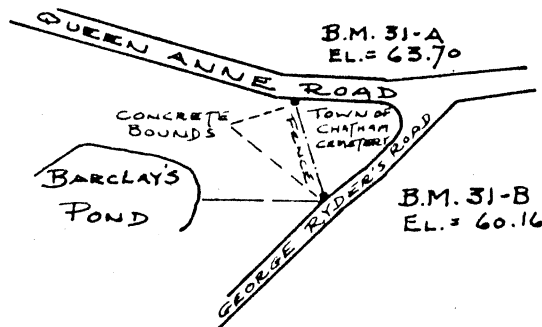 QUEEN ANNE ROAD
B.M. 31-A
EL.= 63.70
CONCRETE
BOUNDS
FENCE
TOWN OF
CHATHAM
CEMETERY
BARCLAY'S
POND
GEORGE RYDER'S ROAD
B.M. 31-B
EL.= 60.16